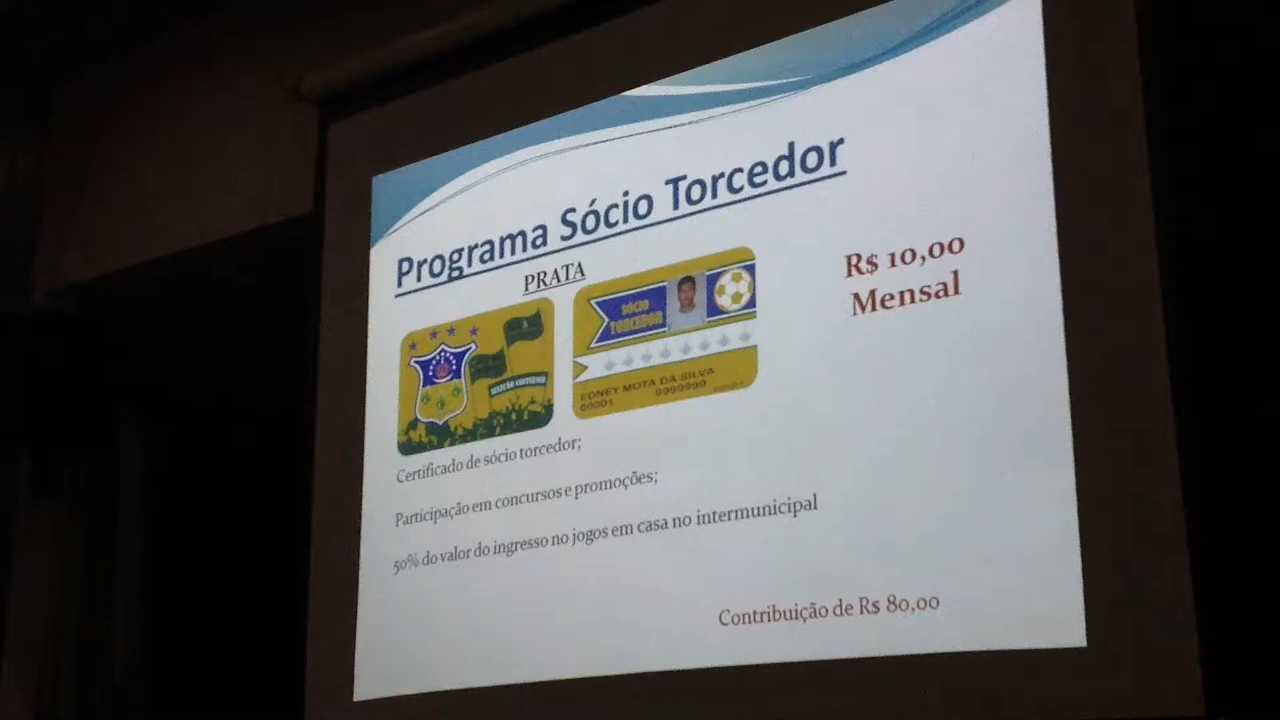 Programa Sócio Torcedor
PRATA
R$ 10,00
Mensal
SÓCIO
TORCEDOR
EDNEY MOTA DA SILVA
00001 9999999
Certificado de sócio torcedor;
Participação em concursos e promoções;
50% do valor do ingresso no jogos em casa no intermunicipal
Contribuição de R$ 80,00